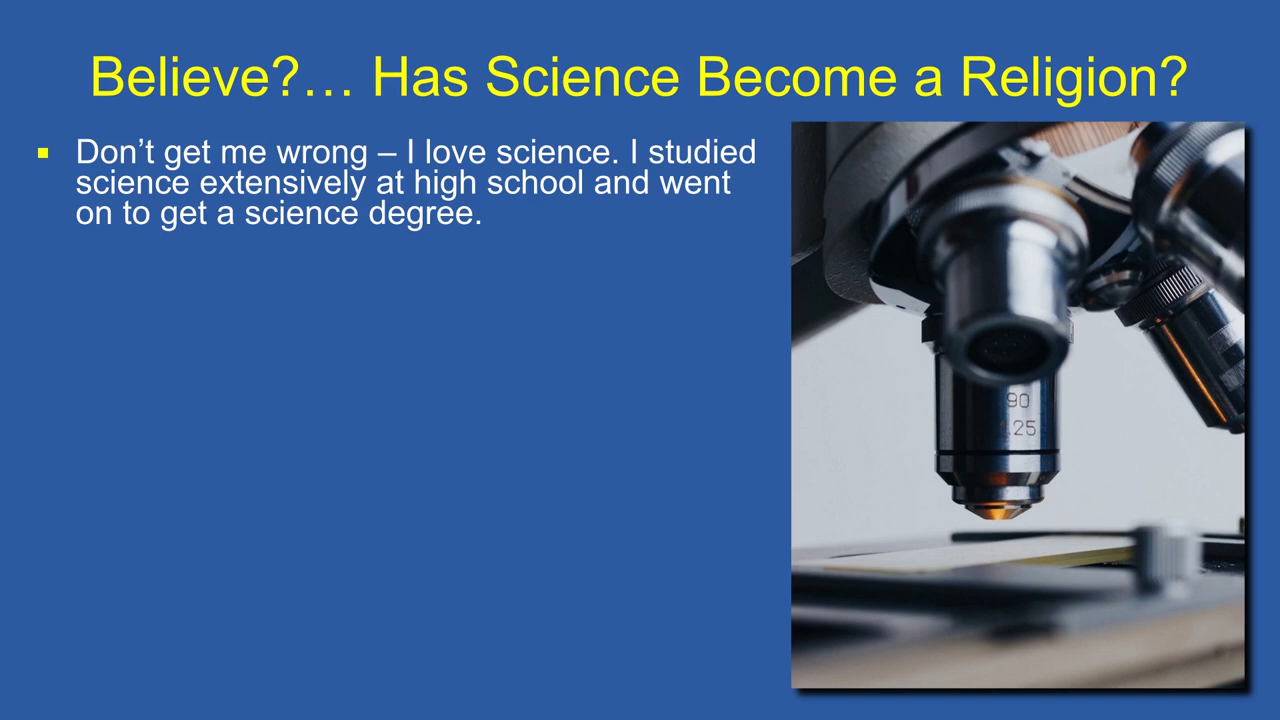 Believe?… Has Science Become a Religion?
Don’t get me wrong – I love science. I studied
science extensively at high school and went
on to get a science degree.
90
.25